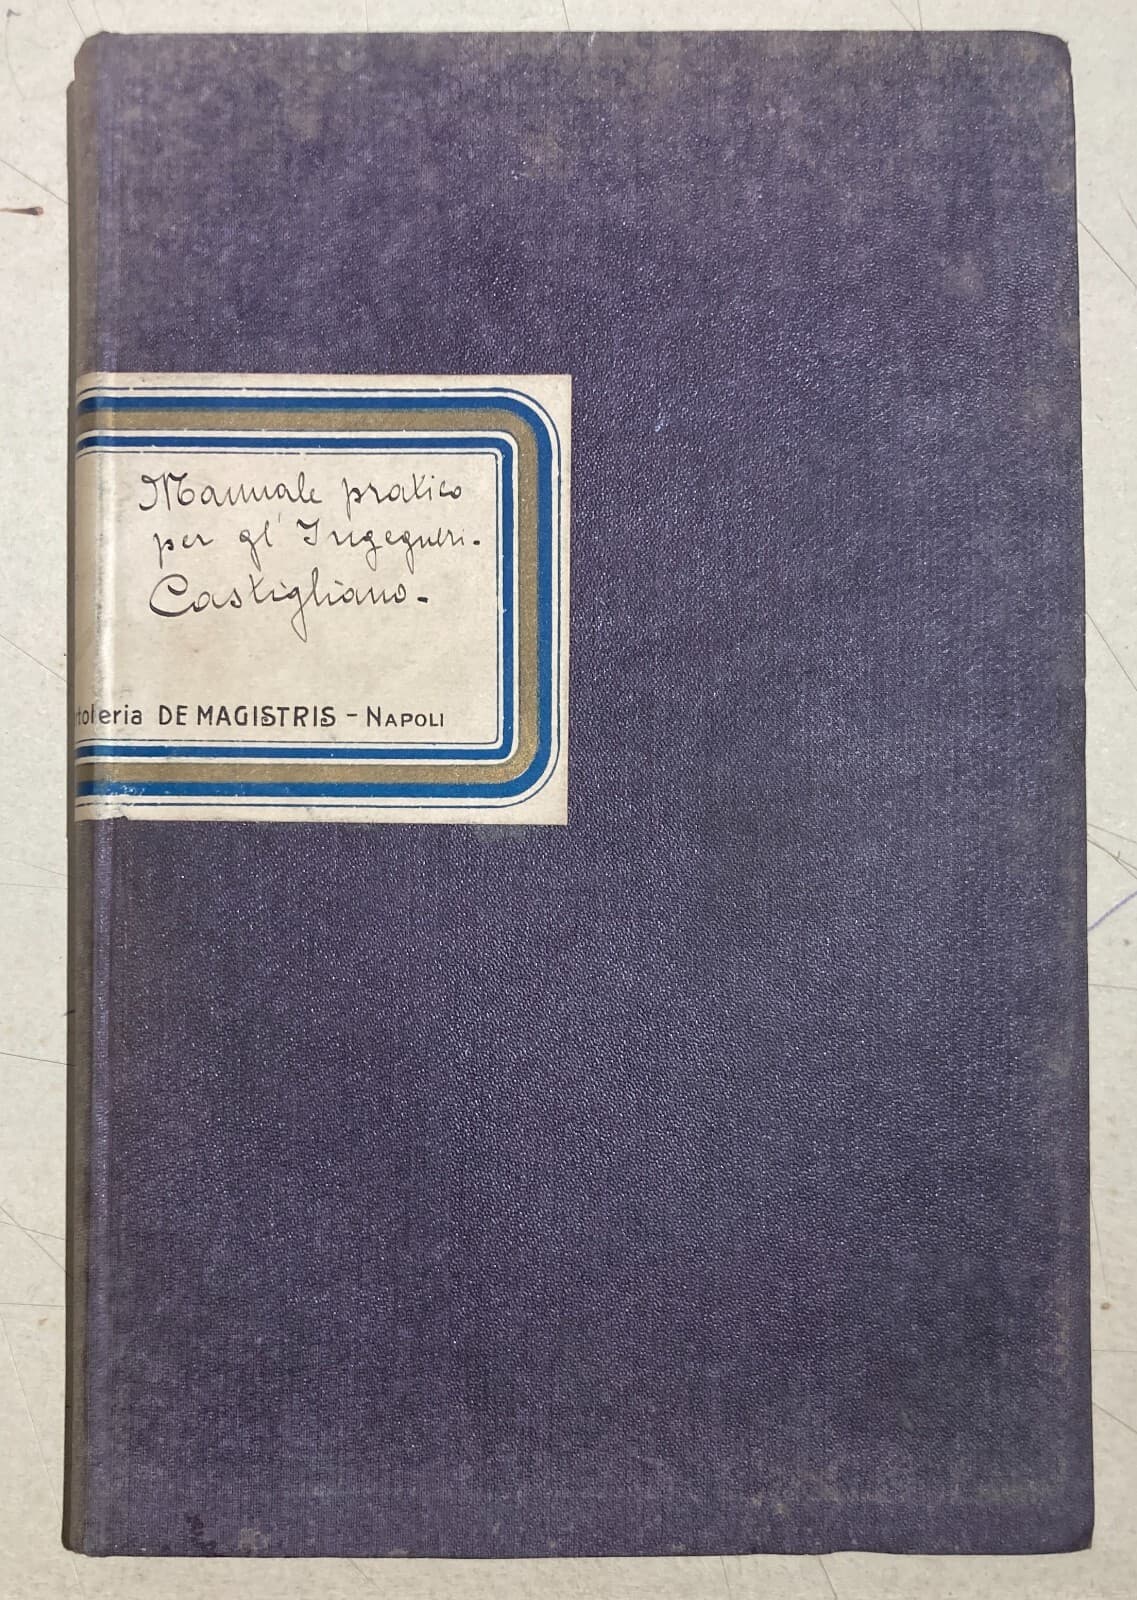 Manuale pratico
per gl' Ingegneri.
Castigliano.
toleria DE MAGISTRIS - NAPOLI